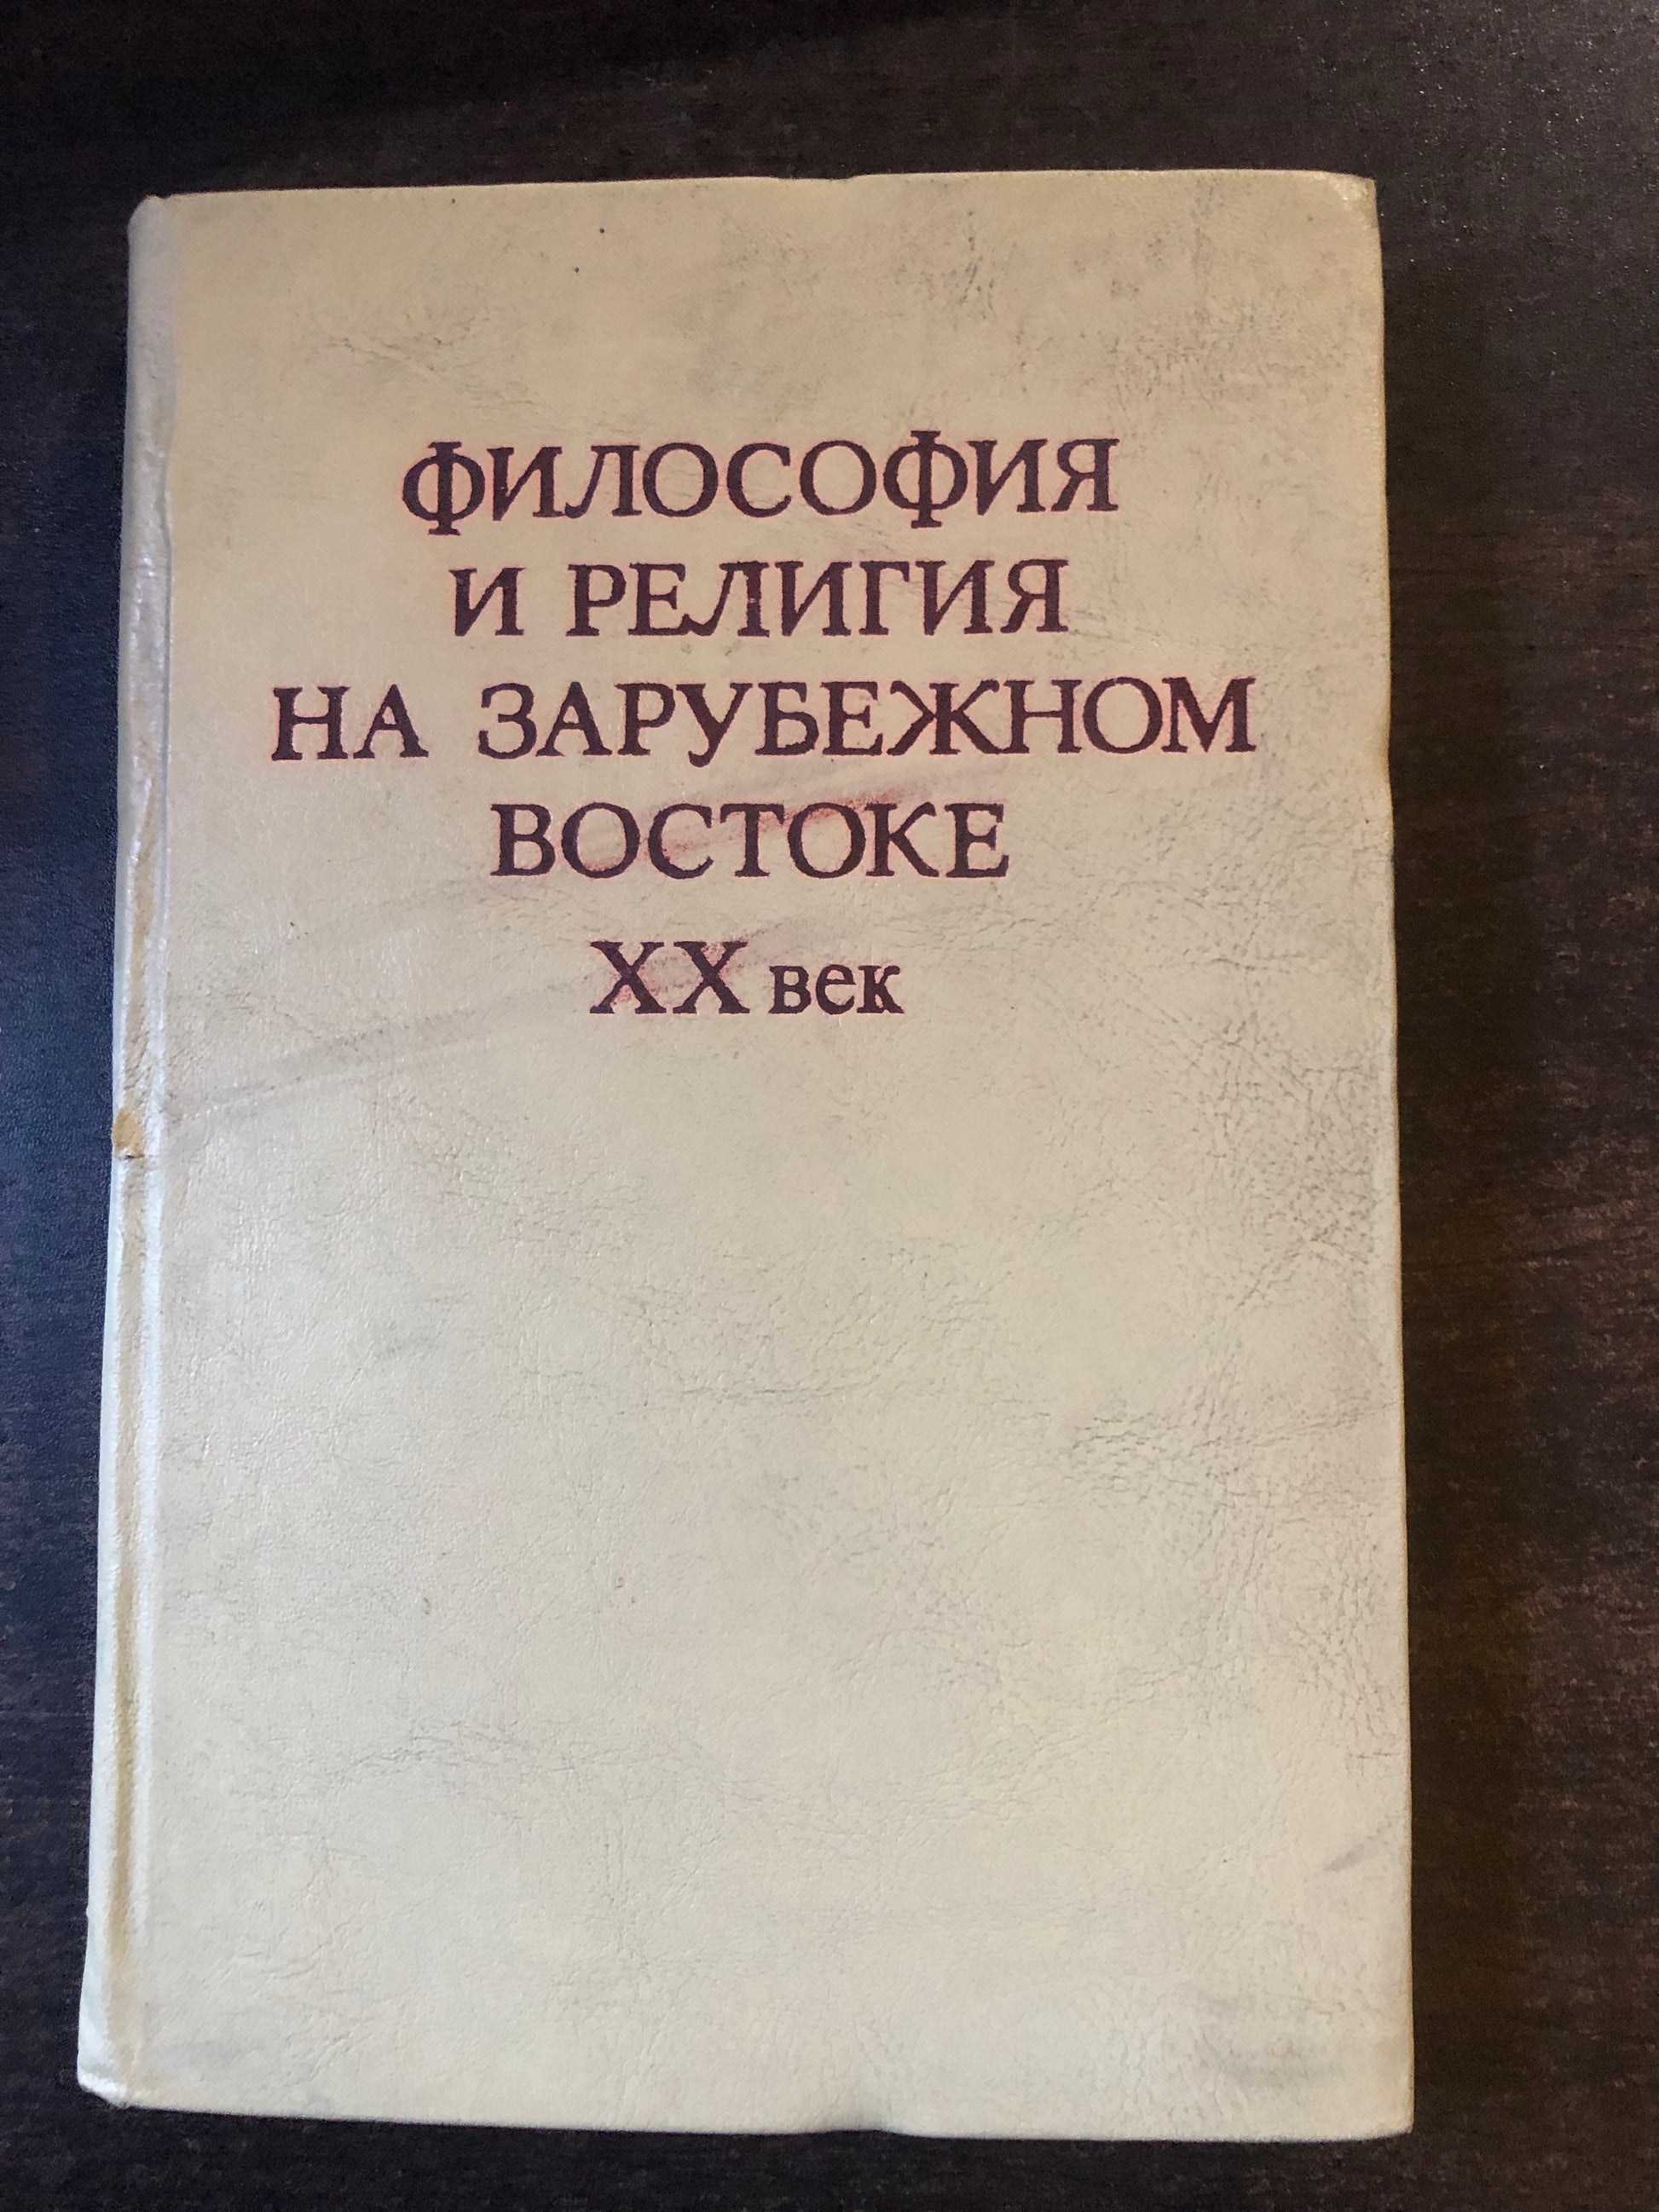 ФИЛОСОФИЯ
И РЕЛИГИЯ
НА ЗАРУБЕЖНОМ
ВОСТОКЕ
XX век